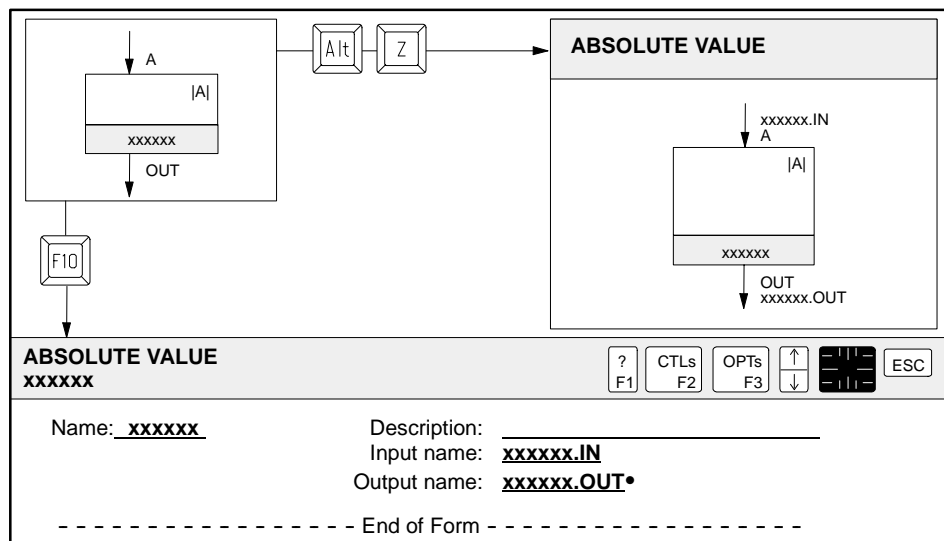 A
|A|
xxxxxx
OUT
Alt
Z
F10
ABSOLUTE VALUE
xxxxxx.IN
A
|A|
xxxxxx
OUT
xxxxxx.OUT
ABSOLUTE VALUE
xxxxxx
? F1
CTLs F2
OPTs F3
↑ ↓
ESC
Name: xxxxxx
Description:
Input name: xxxxxx.IN
Output name: xxxxxx.OUT•
- - - - - - - - - - - - - - - - - End of Form - - - - - - - - - - - - - - - - - -